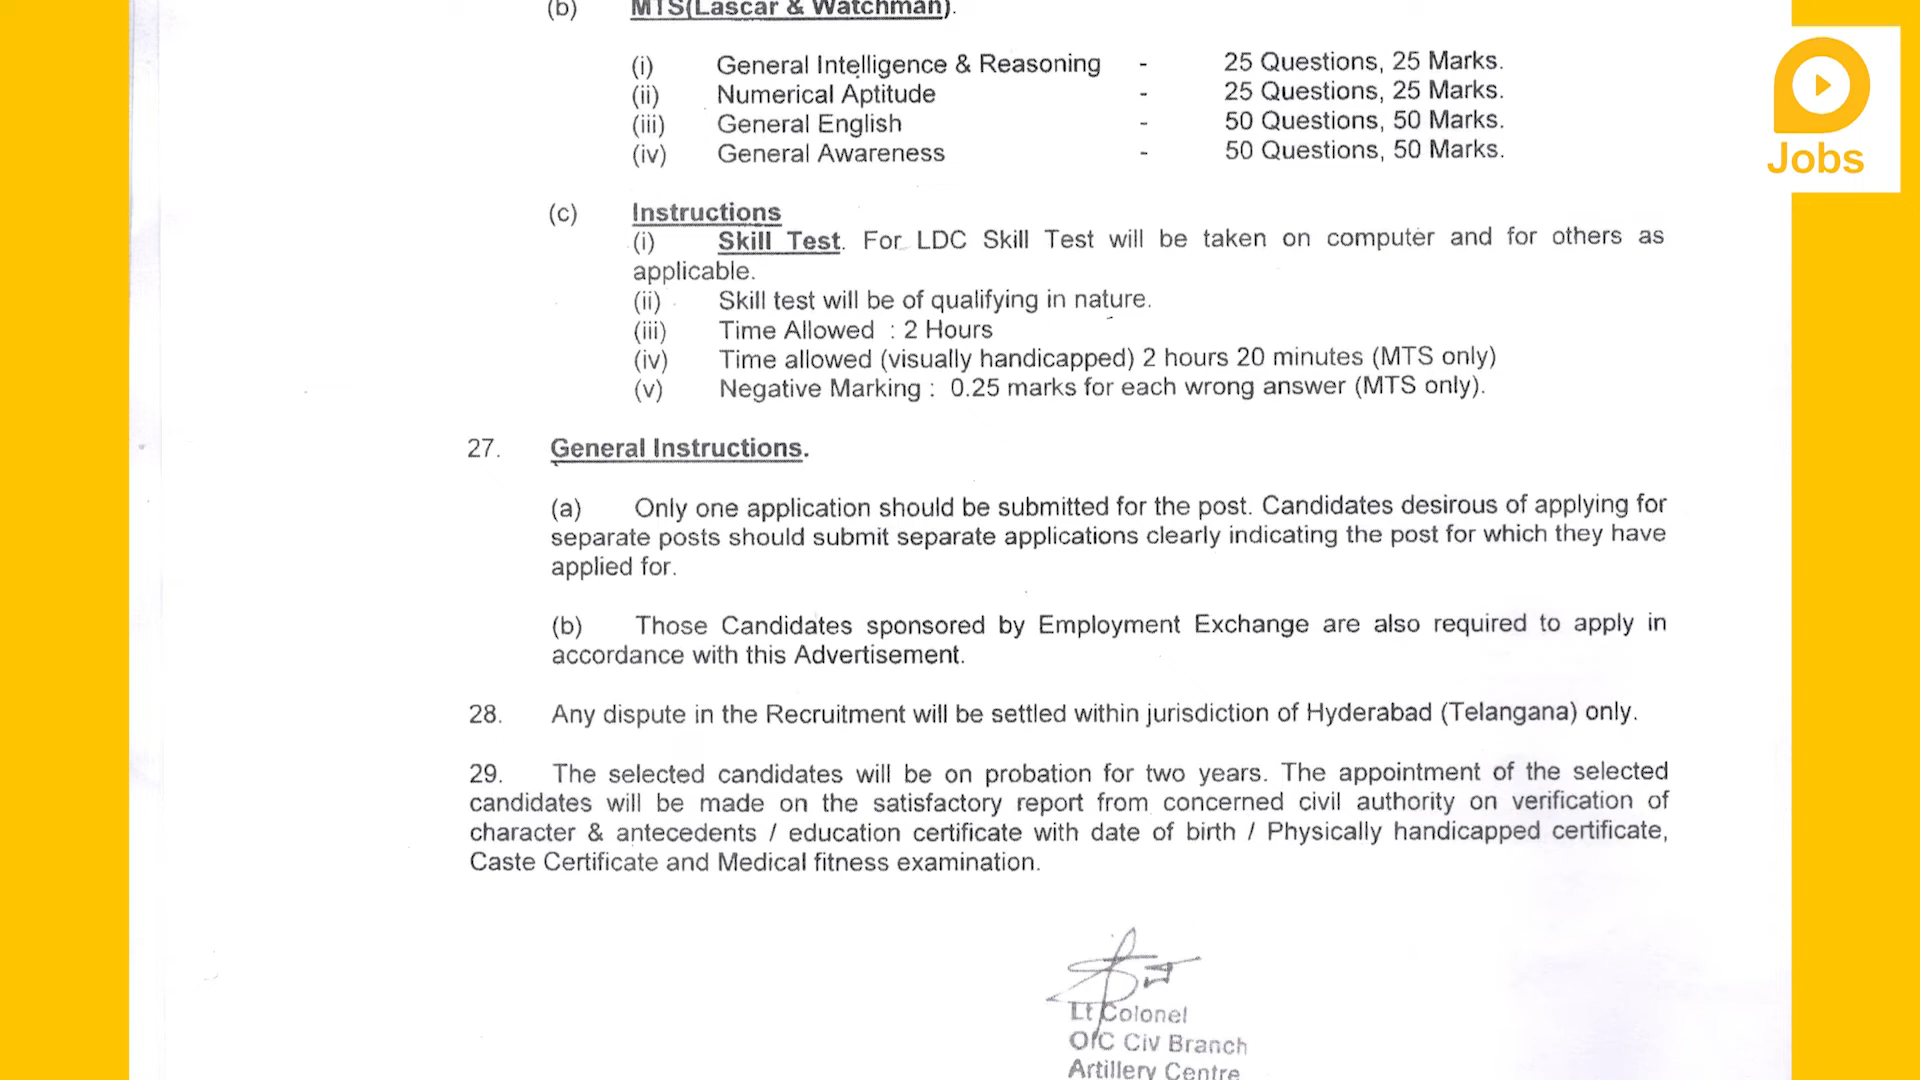 (b) MTS(Lascar & Watchman).
(i) General Intelligence & Reasoning - 25 Questions, 25 Marks.
(ii) Numerical Aptitude - 25 Questions, 25 Marks.
(iii) General English - 50 Questions, 50 Marks.
(iv) General Awareness - 50 Questions, 50 Marks.
Jobs
(c) Instructions
(i) Skill Test. For LDC Skill Test will be taken on computer and for others as
applicable.
(ii) Skill test will be of qualifying in nature.
(iii) Time Allowed : 2 Hours
(iv) Time allowed (visually handicapped) 2 hours 20 minutes (MTS only)
(v) Negative Marking : 0.25 marks for each wrong answer (MTS only).
27. General Instructions.
(a) Only one application should be submitted for the post. Candidates desirous of applying for
separate posts should submit separate applications clearly indicating the post for which they have
applied for.
(b) Those Candidates sponsored by Employment Exchange are also required to apply in
accordance with this Advertisement.
28. Any dispute in the Recruitment will be settled within jurisdiction of Hyderabad (Telangana) only.
29. The selected candidates will be on probation for two years. The appointment of the selected
candidates will be made on the satisfactory report from concerned civil authority on verification of
character & antecedents / education certificate with date of birth / Physically handicapped certificate,
Caste Certificate and Medical fitness examination.
Lt Colonel
OIC Civ Branch
Artillery Centre